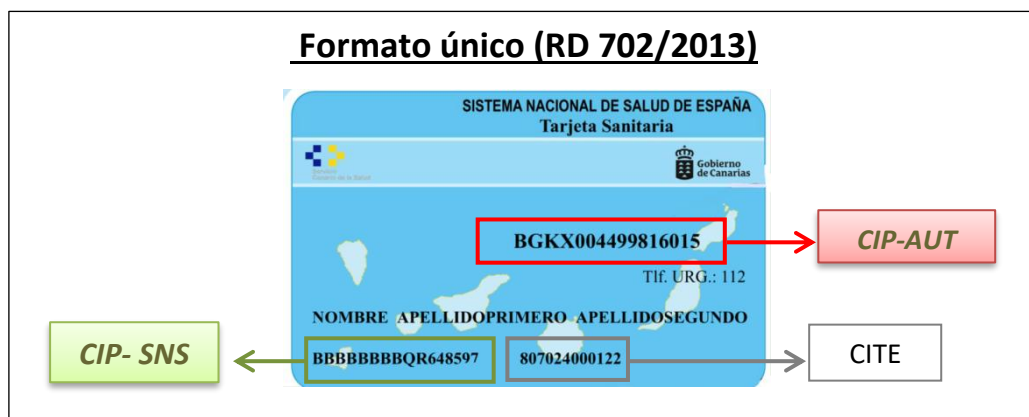 Formato único (RD 702/2013)
SISTEMA NACIONAL DE SALUD DE ESPAÑA
Tarjeta Sanitaria
Gobierno
de Canarias
BGKX004499816015
CIP-AUT
Tlf. URG.: 112
NOMBRE APELLIDOPRIMERO APELLIDOSEGUNDO
CIP- SNS
BBBBBBBBQR648597
807024000122
CITE